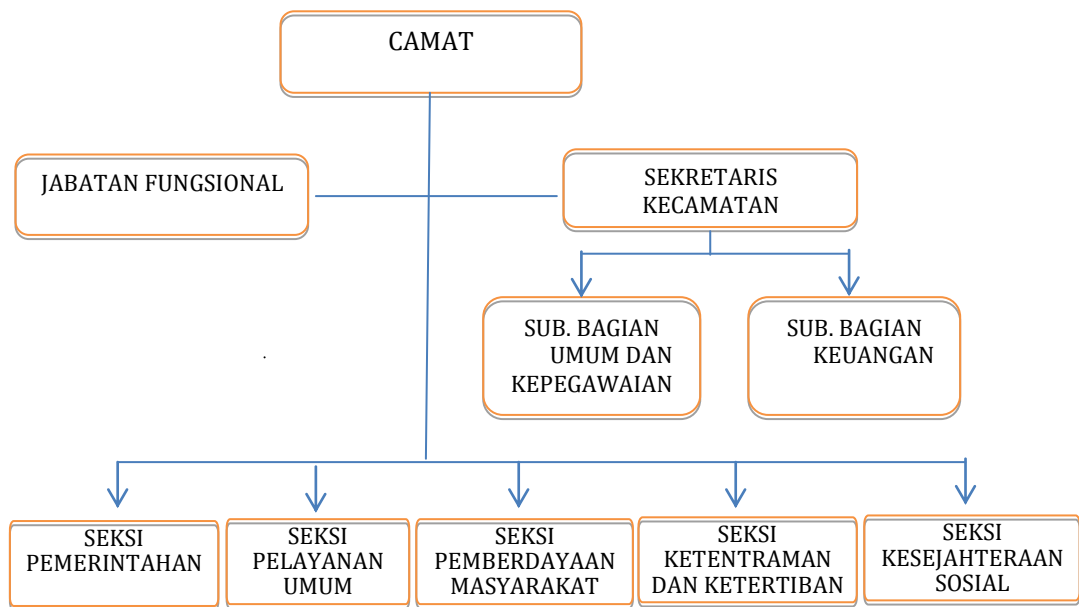 CAMAT
JABATAN FUNGSIONAL
SEKRETARIS
KECAMATAN
SUB. BAGIAN
UMUM DAN
KEPEGAWAIAN
SUB. BAGIAN
KEUANGAN
.
SEKSI
PEMERINTAHAN
SEKSI
PELAYANAN
UMUM
SEKSI
PEMBERDAYAAN
MASYARAKAT
SEKSI
KETENTRAMAN
DAN KETERTIBAN
SEKSI
KESEJAHTERAAN
SOSIAL